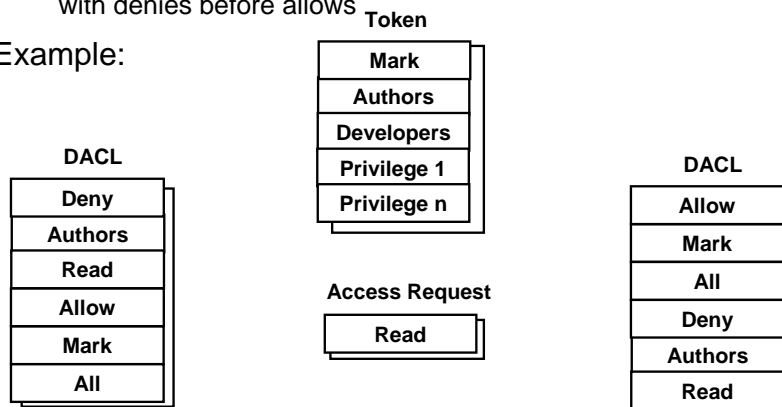 with denies before allows
Example:
Token
Mark
Authors
Developers
Privilege 1
Privilege n
DACL
Deny
Authors
Read
Allow
Mark
All
Access Request
Read
DACL
Allow
Mark
All
Deny
Authors
Read